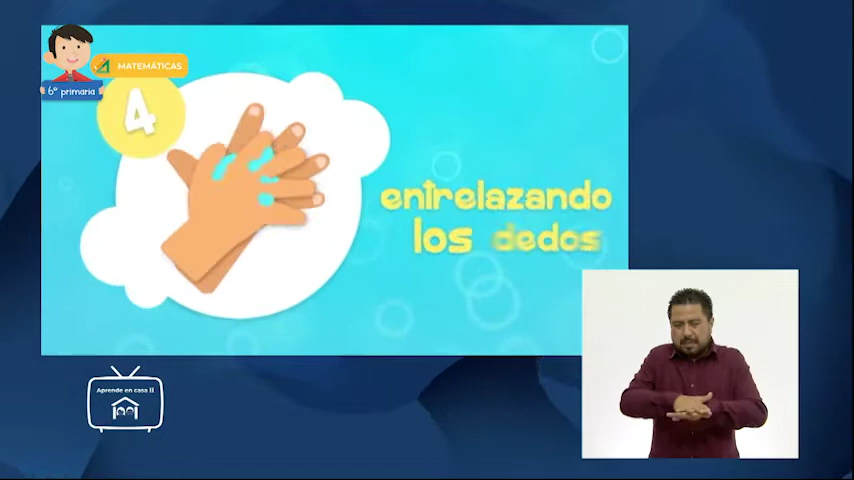 MATEMÁTICAS
6º primaria
4
entrelazando
los dedos
Aprende en casa II